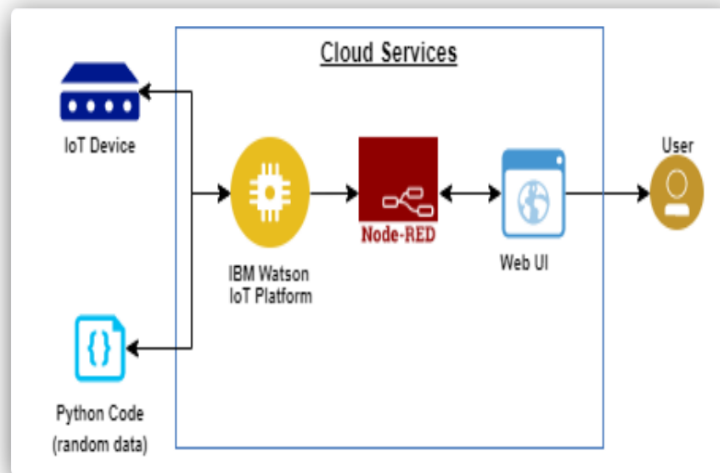 Cloud Services
IoT Device
User
Node-RED
Web UI
IBM Watson
IoT Platform
{}
Python Code
(random data)